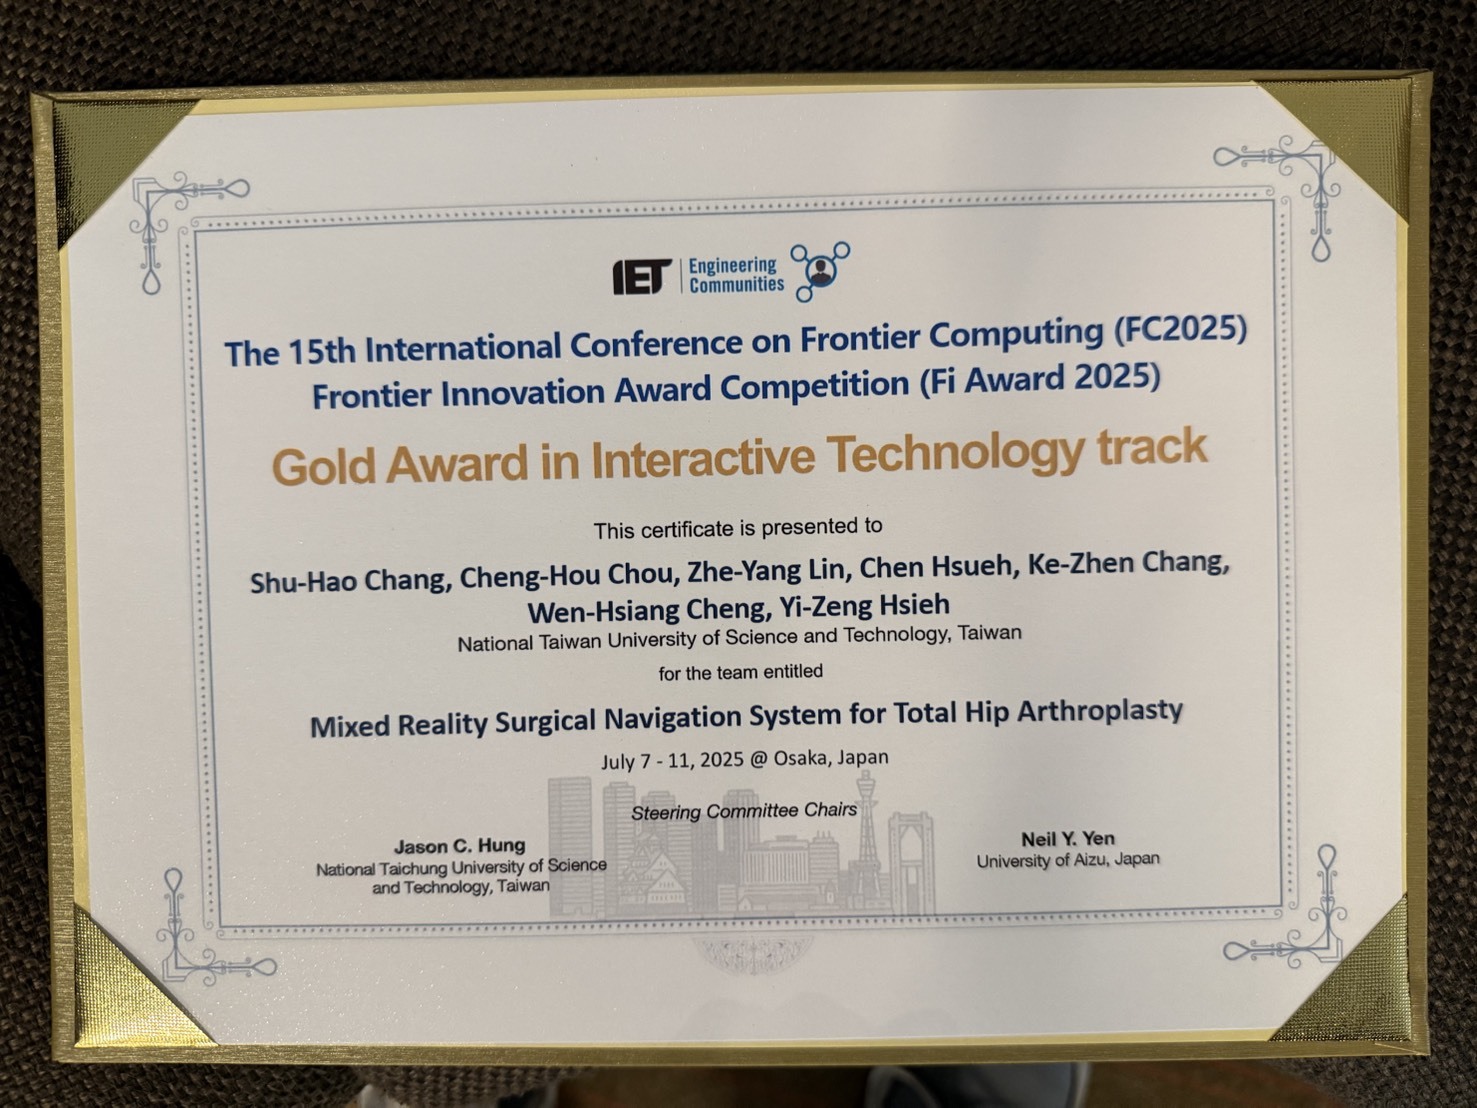 IET Engineering
Communities
The 15th International Conference on Frontier Computing (FC2025)
Frontier Innovation Award Competition (Fi Award 2025)
Gold Award in Interactive Technology track
This certificate is presented to
Shu-Hao Chang, Cheng-Hou Chou, Zhe-Yang Lin, Chen Hsueh, Ke-Zhen Chang,
Wen-Hsiang Cheng, Yi-Zeng Hsieh
National Taiwan University of Science and Technology, Taiwan
for the team entitled
Mixed Reality Surgical Navigation System for Total Hip Arthroplasty
July 7 - 11, 2025 @ Osaka, Japan
Steering Committee Chairs
Jason C. Hung
National Taichung University of Science
and Technology, Taiwan
Neil Y. Yen
University of Aizu, Japan